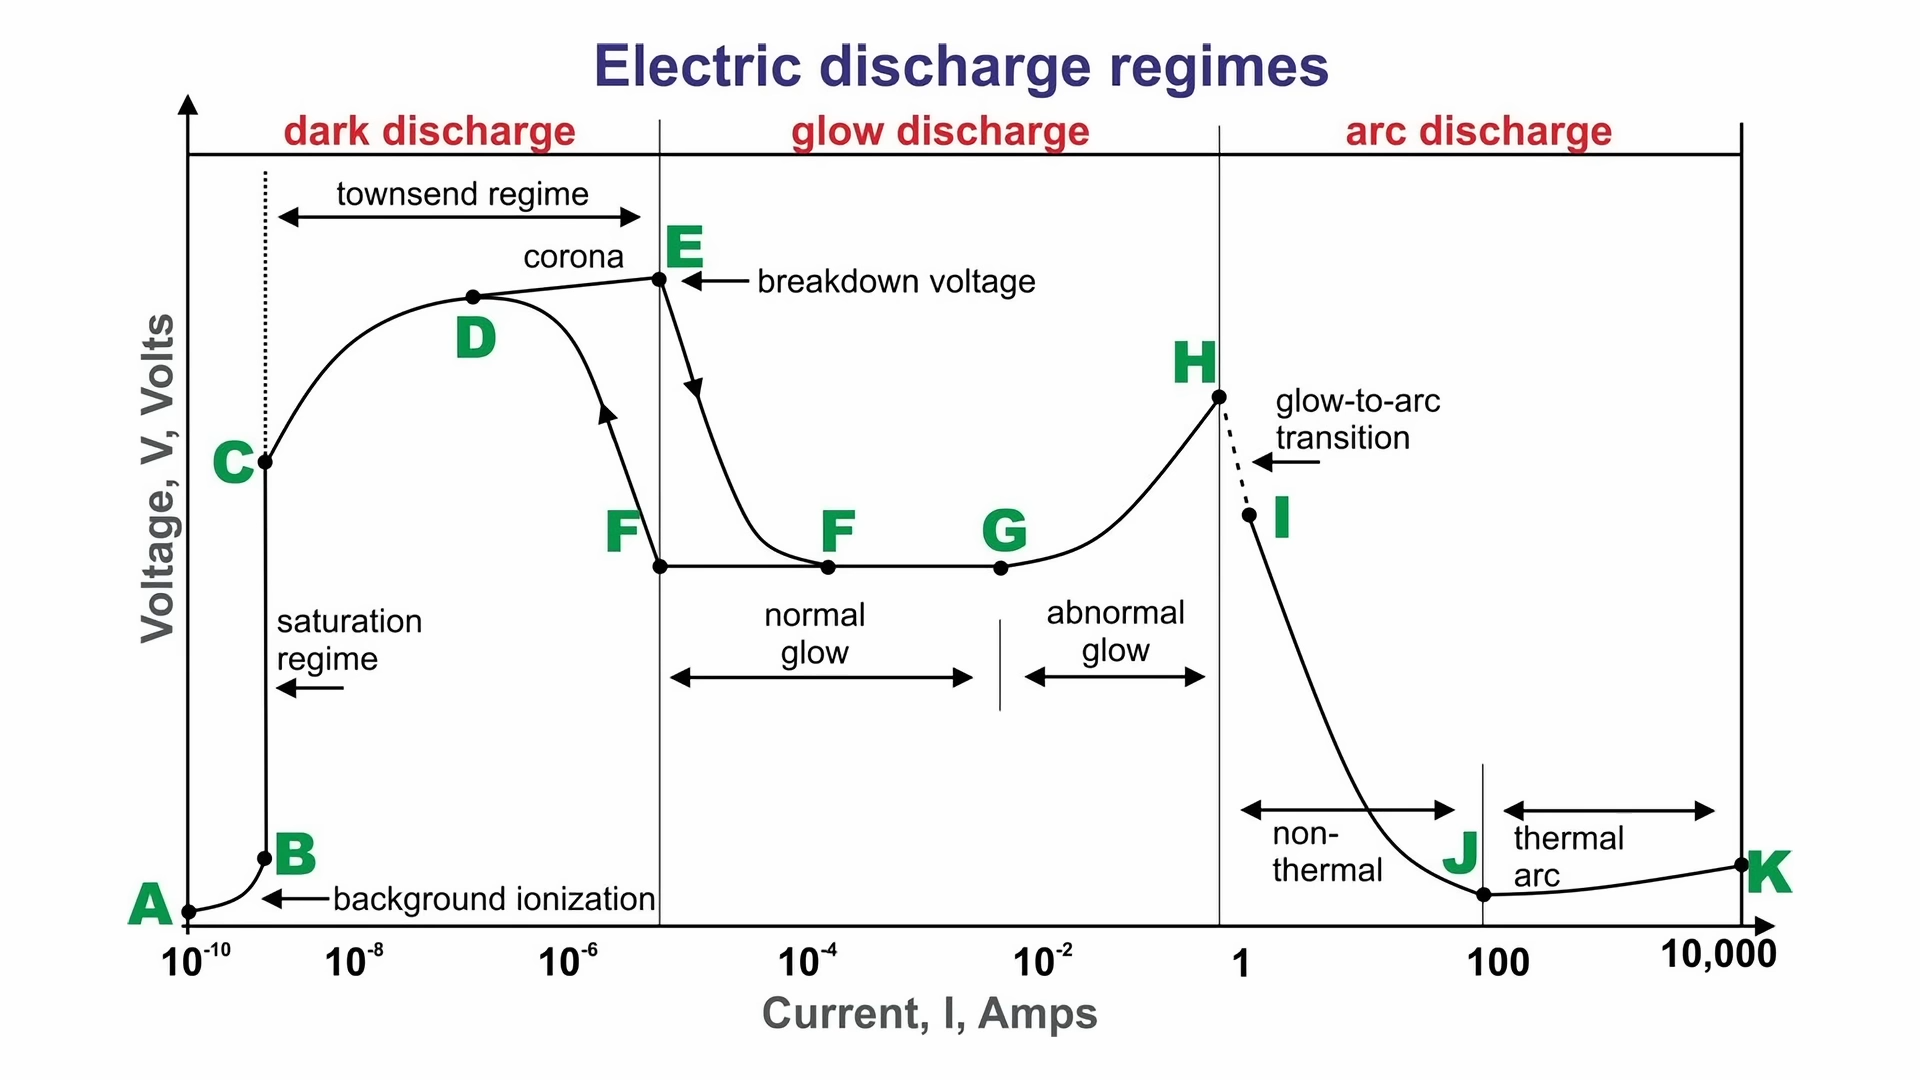 Electric discharge regimes
dark discharge
glow discharge
arc discharge
townsend regime
corona
E
breakdown voltage
D
H
glow-to-arc
transition
C
F
F
G
I
Voltage, V, Volts
saturation
regime
normal
glow
abnormal
glow
B
non-
thermal
J
thermal
arc
K
A
background ionization
10⁻¹⁰
10⁻⁸
10⁻⁶
10⁻⁴
10⁻²
1
100
10,000
Current, I, Amps